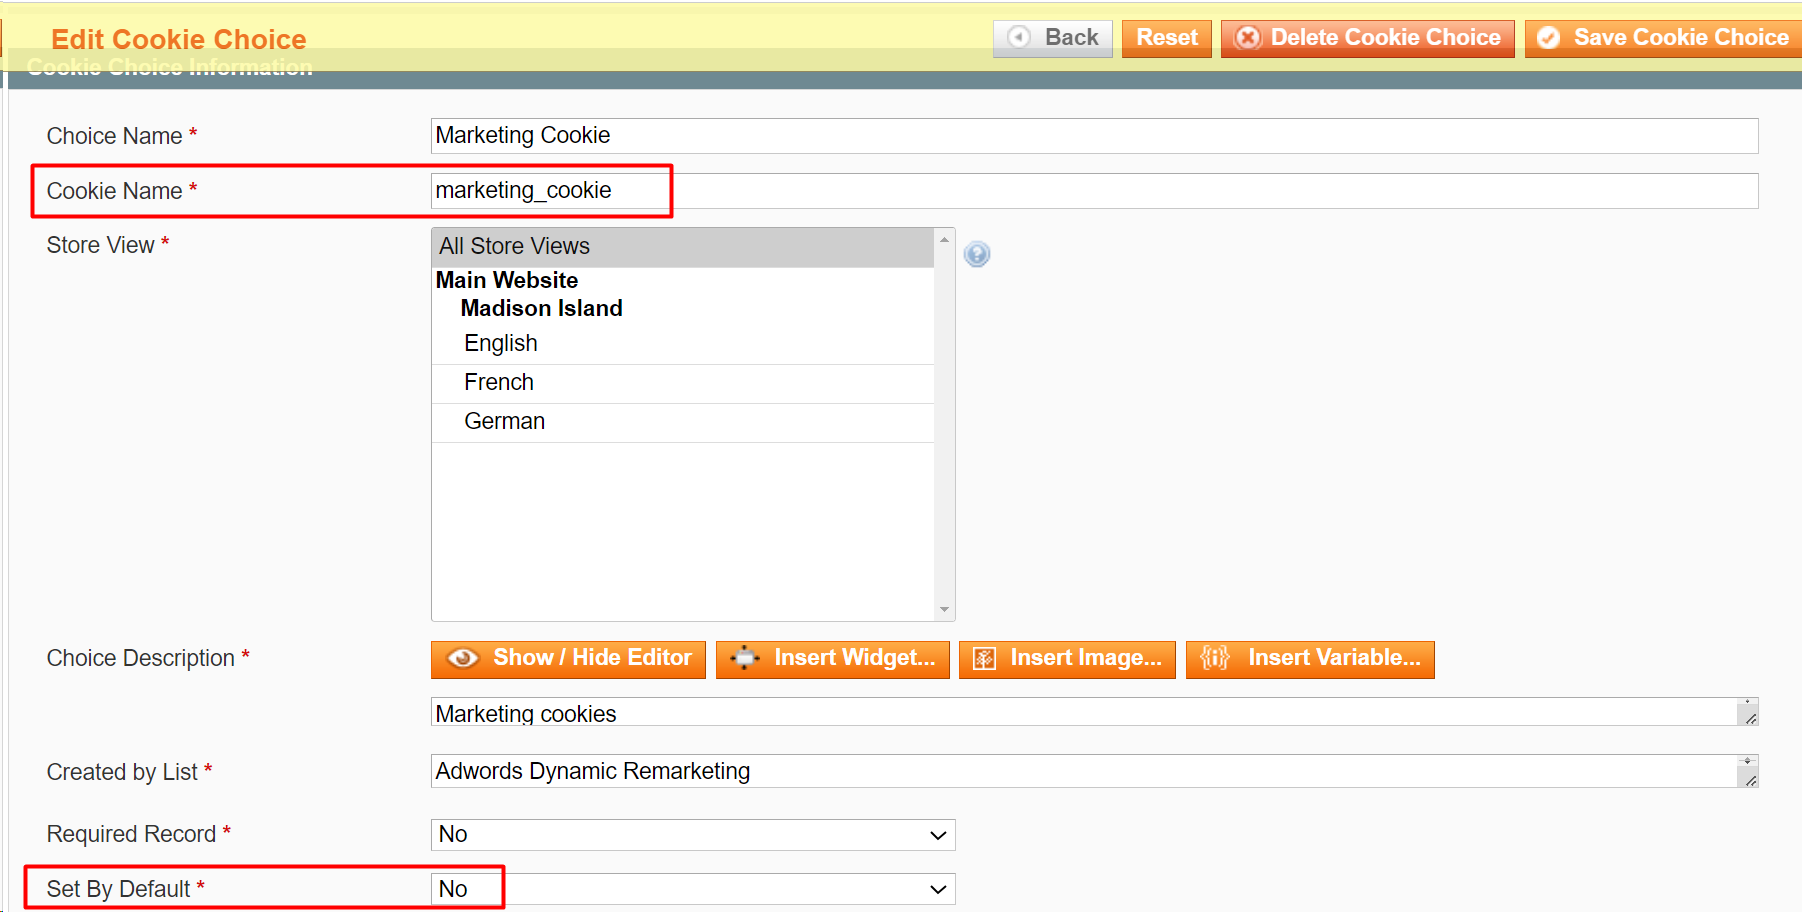 Edit Cookie Choice
Back
Reset
Delete Cookie Choice
Save Cookie Choice
Cookie Choice Information
Choice Name *
Marketing Cookie
Cookie Name *
marketing_cookie
Store View *
All Store Views
Main Website
Madison Island
English
French
German
Choice Description *
Show / Hide Editor
Insert Widget...
Insert Image...
Insert Variable...
Marketing cookies
Created by List *
Adwords Dynamic Remarketing
Required Record *
No
Set By Default *
No